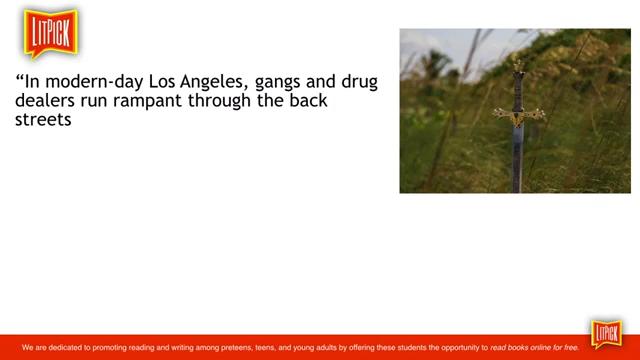 LITPICK
“In modern-day Los Angeles, gangs and drug
dealers run rampant through the back
streets
LITPICK
We are dedicated to promoting reading and writing among preteens, teens, and young adults by offering these students the opportunity to read books online for free.